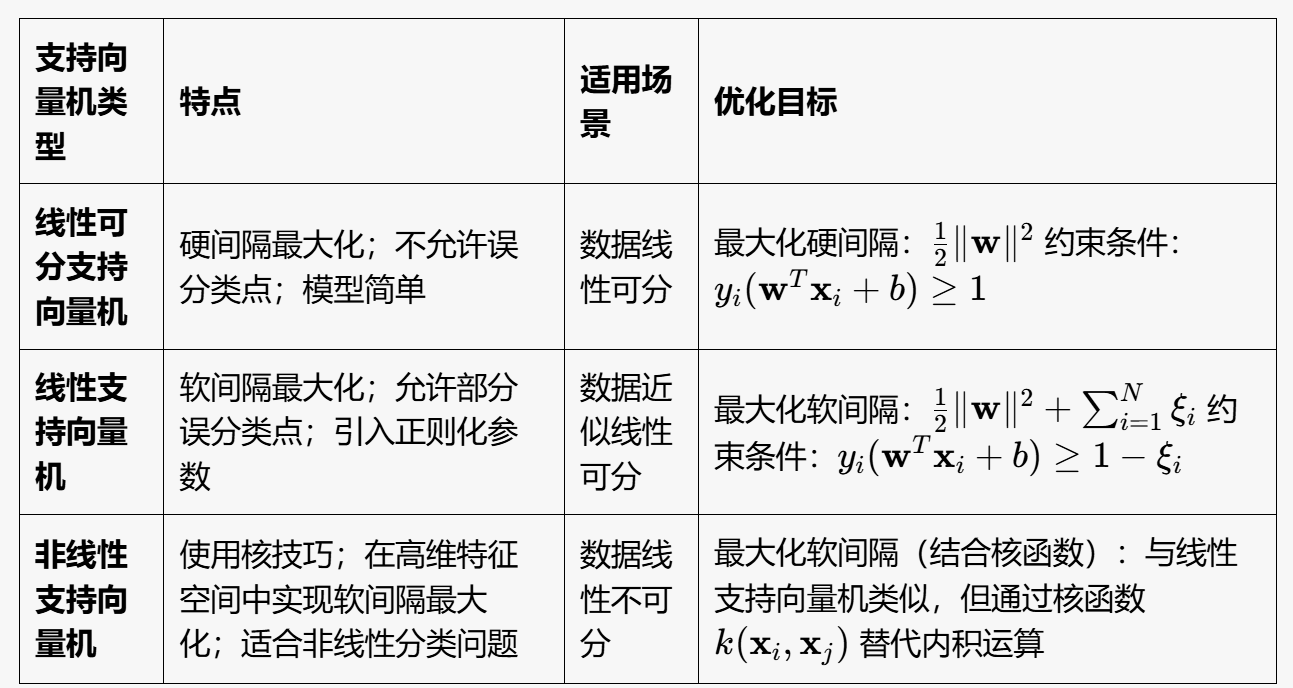 支持向
量机类
型
特点
适用场
景
优化目标
线性可
分支持
向量机
硬间隔最大化；不允许误
分类点；模型简单
数据线
性可分
最大化硬间隔：$\frac{1}{2}\|\mathbf{w}\|^2$ 约束条件：
$y_i(\mathbf{w}^T\mathbf{x}_i + b) \geq 1$
线性支
持向量
机
软间隔最大化；允许部分
误分类点；引入正则化参
数
数据近
似线性
可分
最大化软间隔：$\frac{1}{2}\|\mathbf{w}\|^2 + \sum_{i=1}^{N} \xi_i$ 约
束条件：$y_i(\mathbf{w}^T\mathbf{x}_i + b) \geq 1 - \xi_i$
非线性
支持向
量机
使用核技巧；在高维特征
空间中实现软间隔最大
化；适合非线性分类问题
数据线
性不可
分
最大化软间隔（结合核函数）：与线性
支持向量机类似，但通过核函数
$k(\mathbf{x}_i, \mathbf{x}_j)$ 替代内积运算